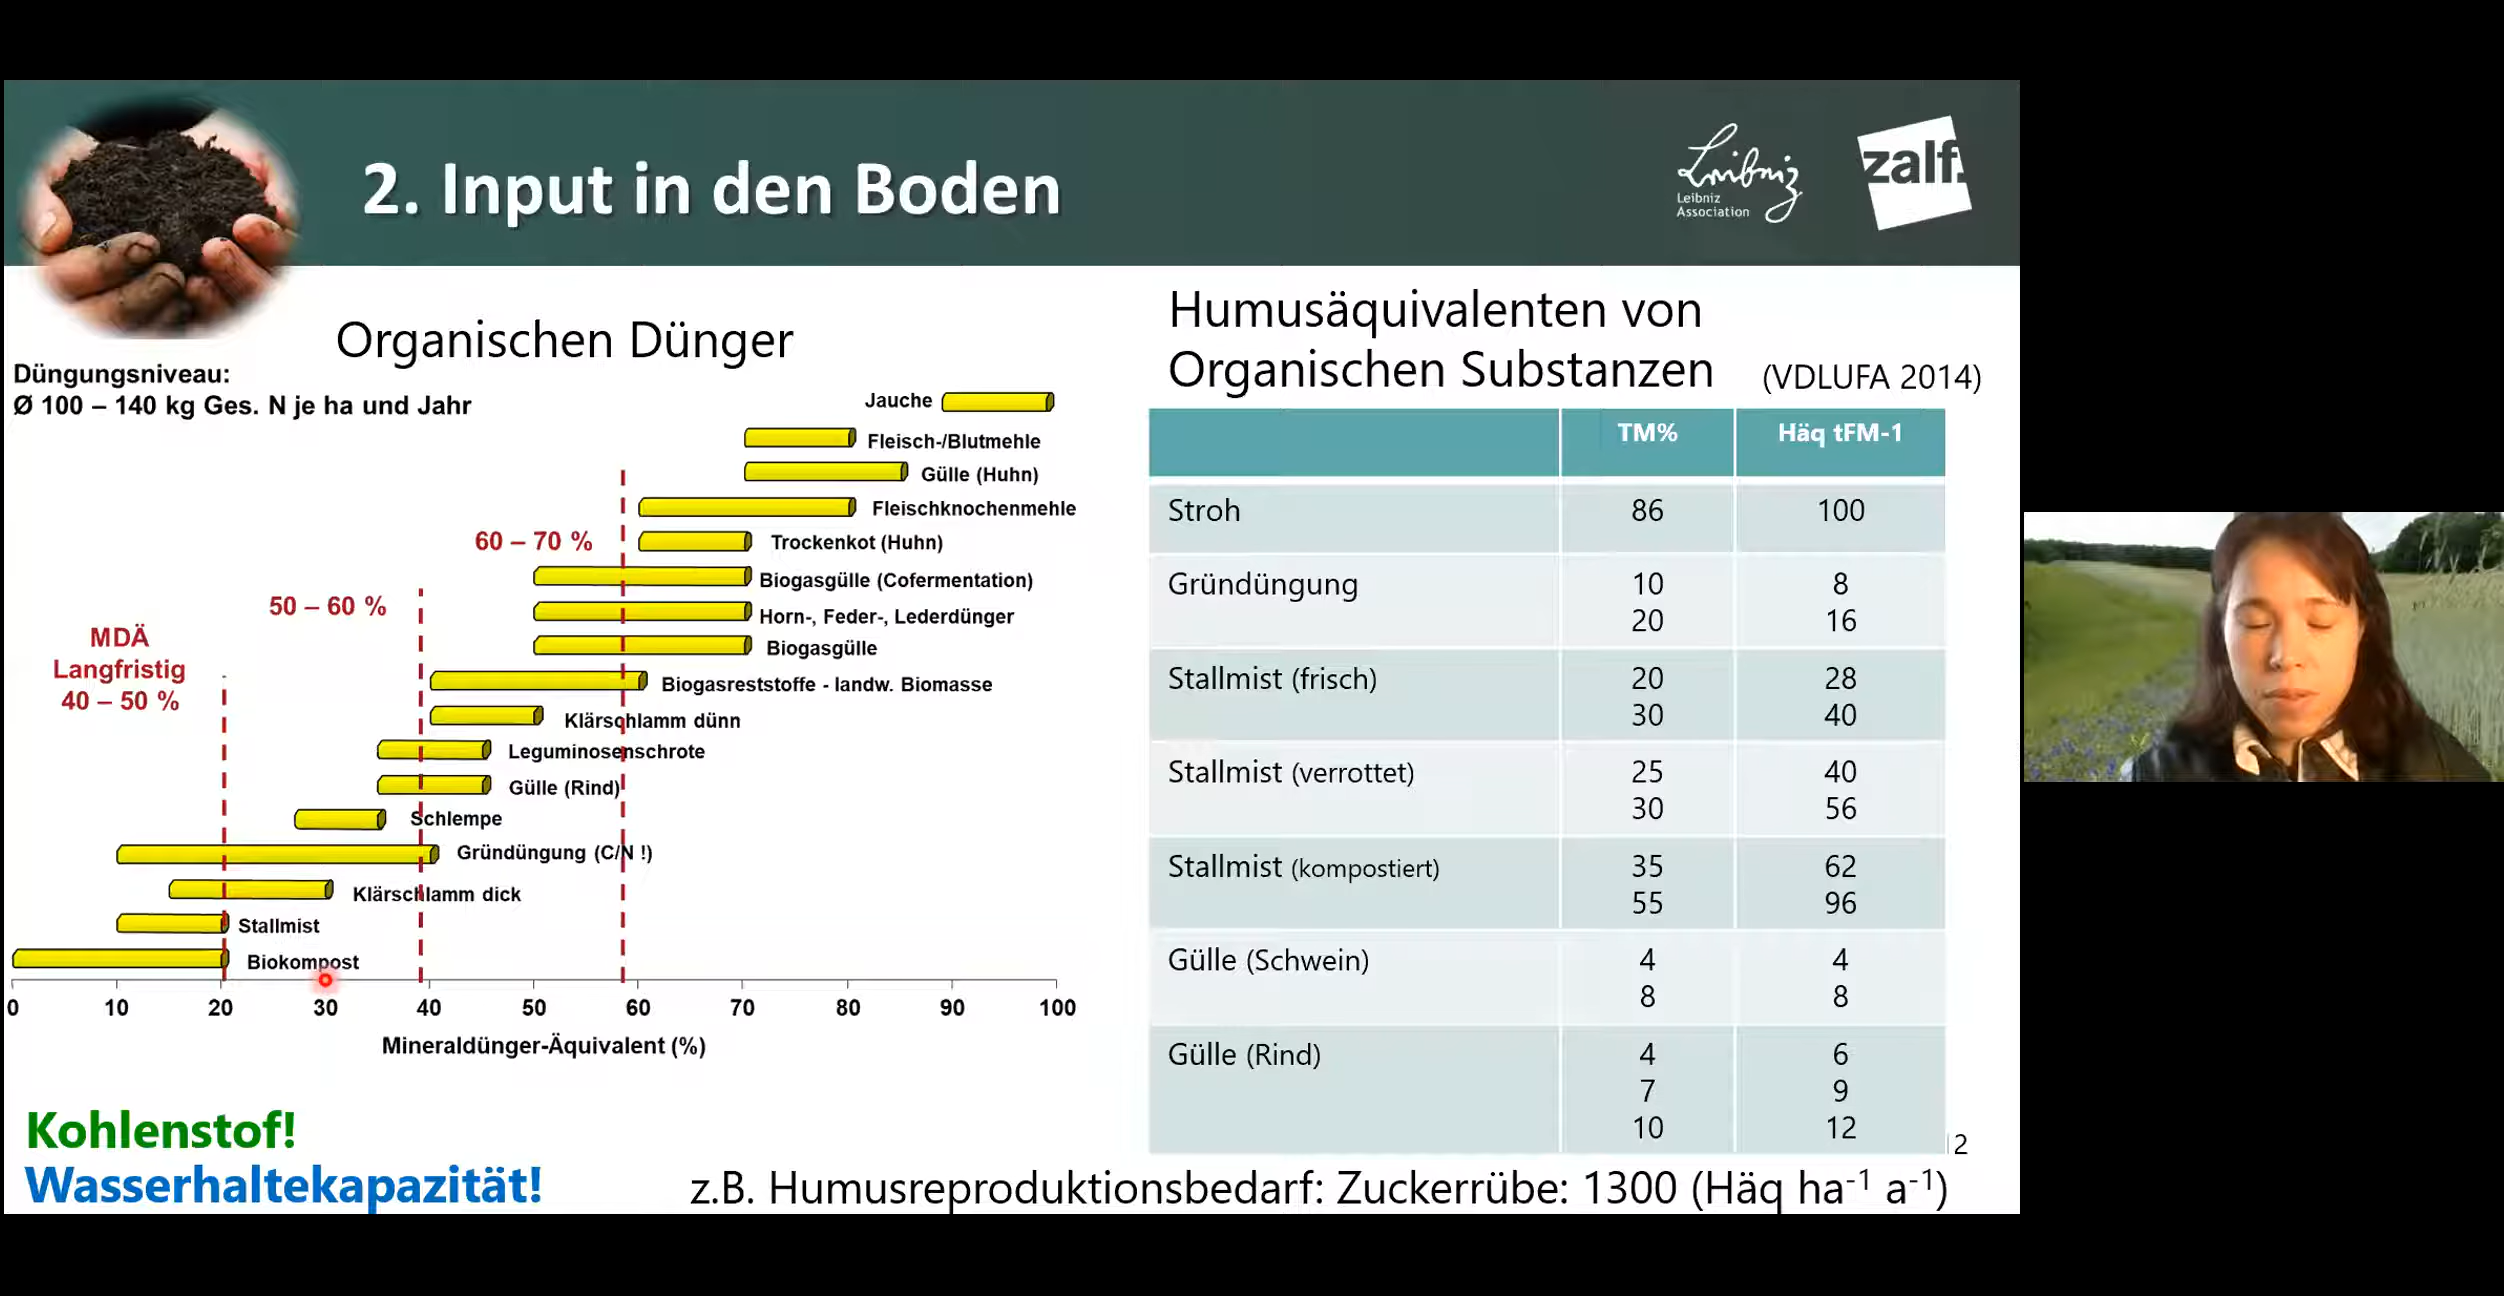 2. Input in den Boden
Leibniz
Leibniz
Association
zalf.
Organischen Dünger
Düngungsniveau:
Ø 100 – 140 kg Ges. N je ha und Jahr
Jauche
Fleisch-/Blutmehle
Gülle (Huhn)
Fleischknochenmehle
60 – 70 %
Trockenkot (Huhn)
Biogasgülle (Cofermentation)
50 – 60 %
Horn-, Feder-, Lederdünger
MDÄ
Langfristig
40 – 50 %
Biogasgülle
Biogasreststoffe - landw. Biomasse
Klärschlamm dünn
Leguminosenschrote
Gülle (Rind)
Schlempe
Gründüngung (C/N !)
Klärschlamm dick
Stallmist
Biokompost
0 10 20 30 40 50 60 70 80 90 100
Mineraldünger-Äquivalent (%)
Kohlenstof!
Wasserhaltekapazität!
Humusäquivalenten von
Organischen Substanzen (VDLUFA 2014)
TM% Häq tFM-1
Stroh 86 100
Gründüngung 10 8
20 16
Stallmist (frisch) 20 28
30 40
Stallmist (verrottet) 25 40
30 56
Stallmist (kompostiert) 35 62
55 96
Gülle (Schwein) 4 4
8 8
Gülle (Rind) 4 6
7 9
10 12
2
z.B. Humusreproduktionsbedarf: Zuckerrübe: 1300 (Häq ha⁻¹ a⁻¹)